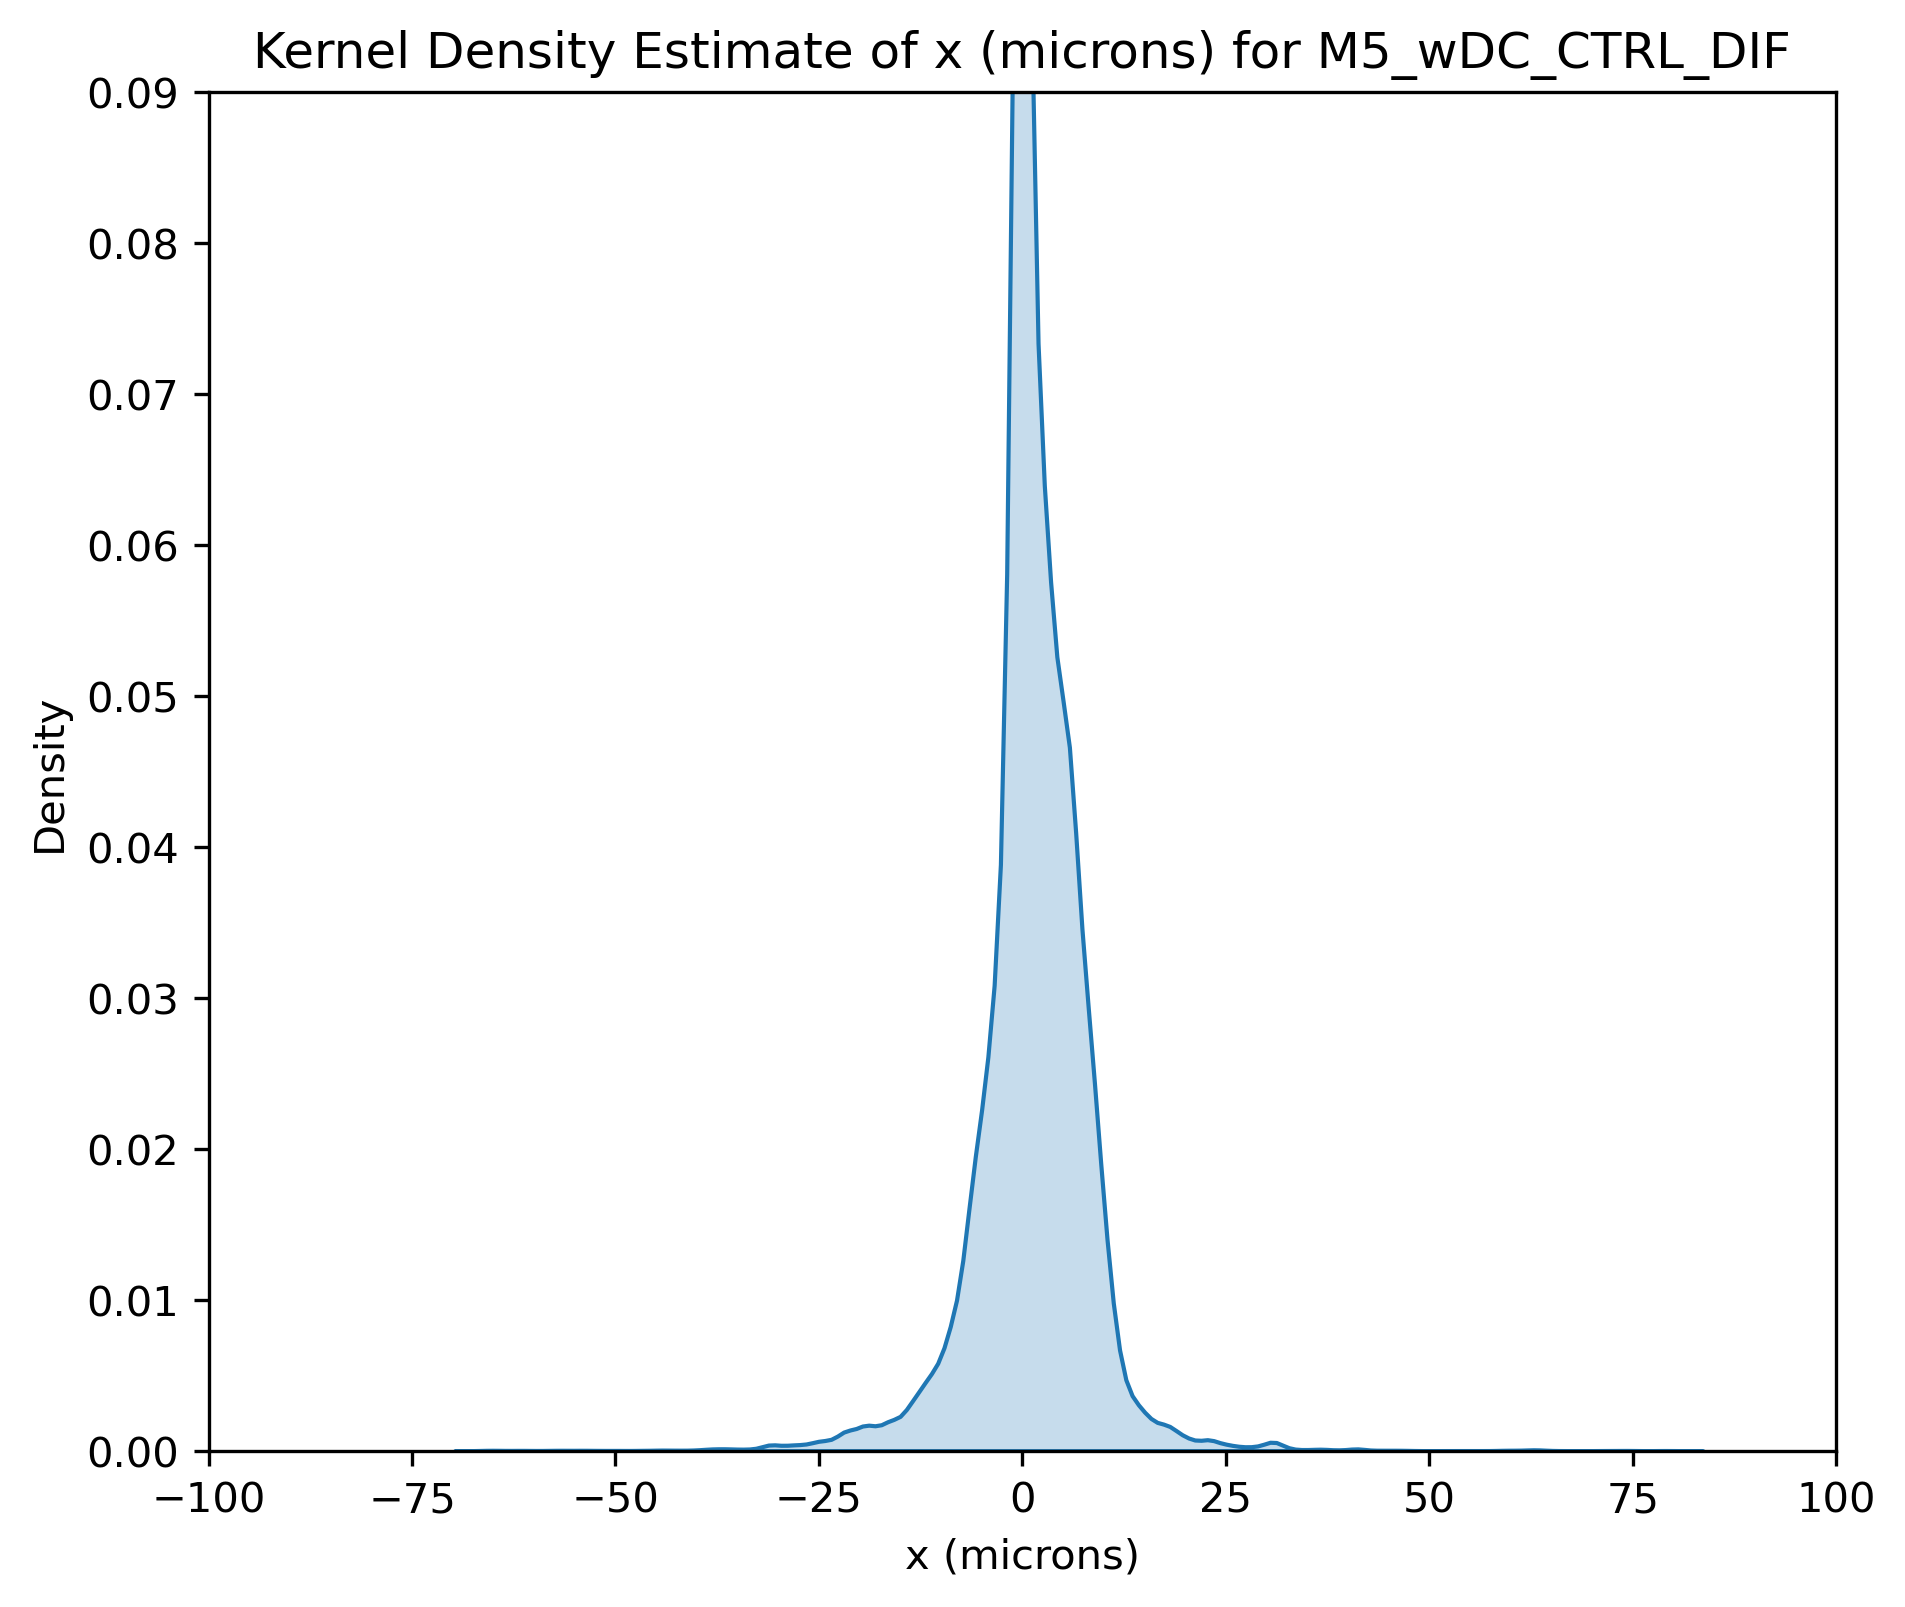 Kernel Density Estimate of x (microns) for M5_wDC_CTRL_DIF
0.09
0.08
0.07
0.06
0.05
0.04
0.03
0.02
0.01
0.00
Density
−100 −75 −50 −25 0 25 50 75 100
x (microns)